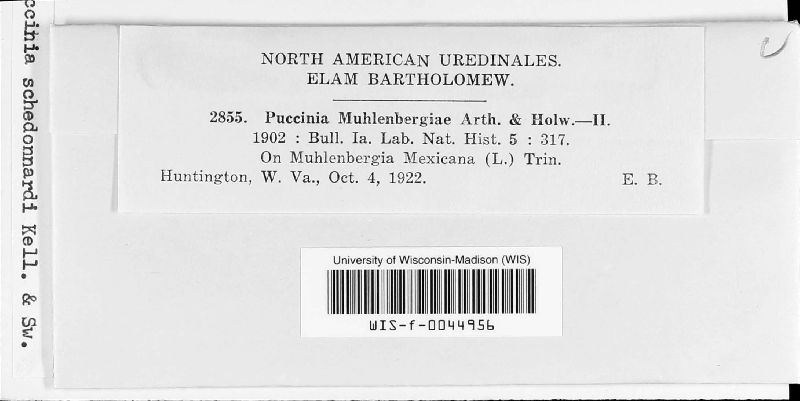 NORTH AMERICAN UREDINALES.
ELAM BARTHOLOMEW.
2855. Puccinia Muhlenbergiae Arth. & Holw.—II.
1902 : Bull. Ia. Lab. Nat. Hist. 5 : 317.
On Muhlenbergia Mexicana (L.) Trin.
Huntington, W. Va., Oct. 4, 1922. E. B.
University of Wisconsin-Madison (WIS)
WIS-f-0044956
ccinia schedonnardi Kell. & Sw.